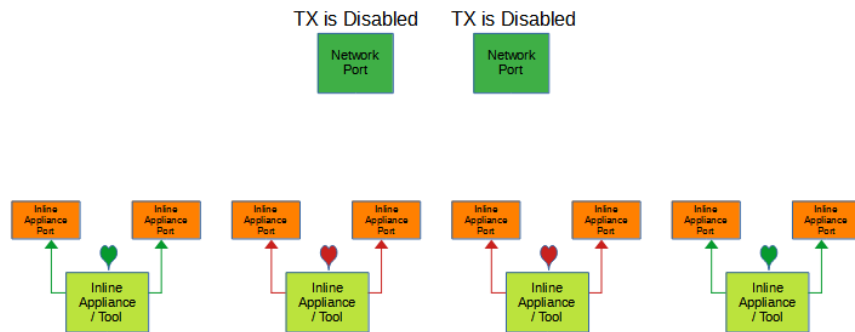 TX is Disabled
TX is Disabled
Network
Port
Network
Port
Inline
Appliance
Port
Inline
Appliance
Port
Inline
Appliance
Port
Inline
Appliance
Port
Inline
Appliance
Port
Inline
Appliance
Port
Inline
Appliance
Port
Inline
Appliance
Port
Inline
Appliance
/ Tool
Inline
Appliance
/ Tool
Inline
Appliance
/ Tool
Inline
Appliance
/ Tool